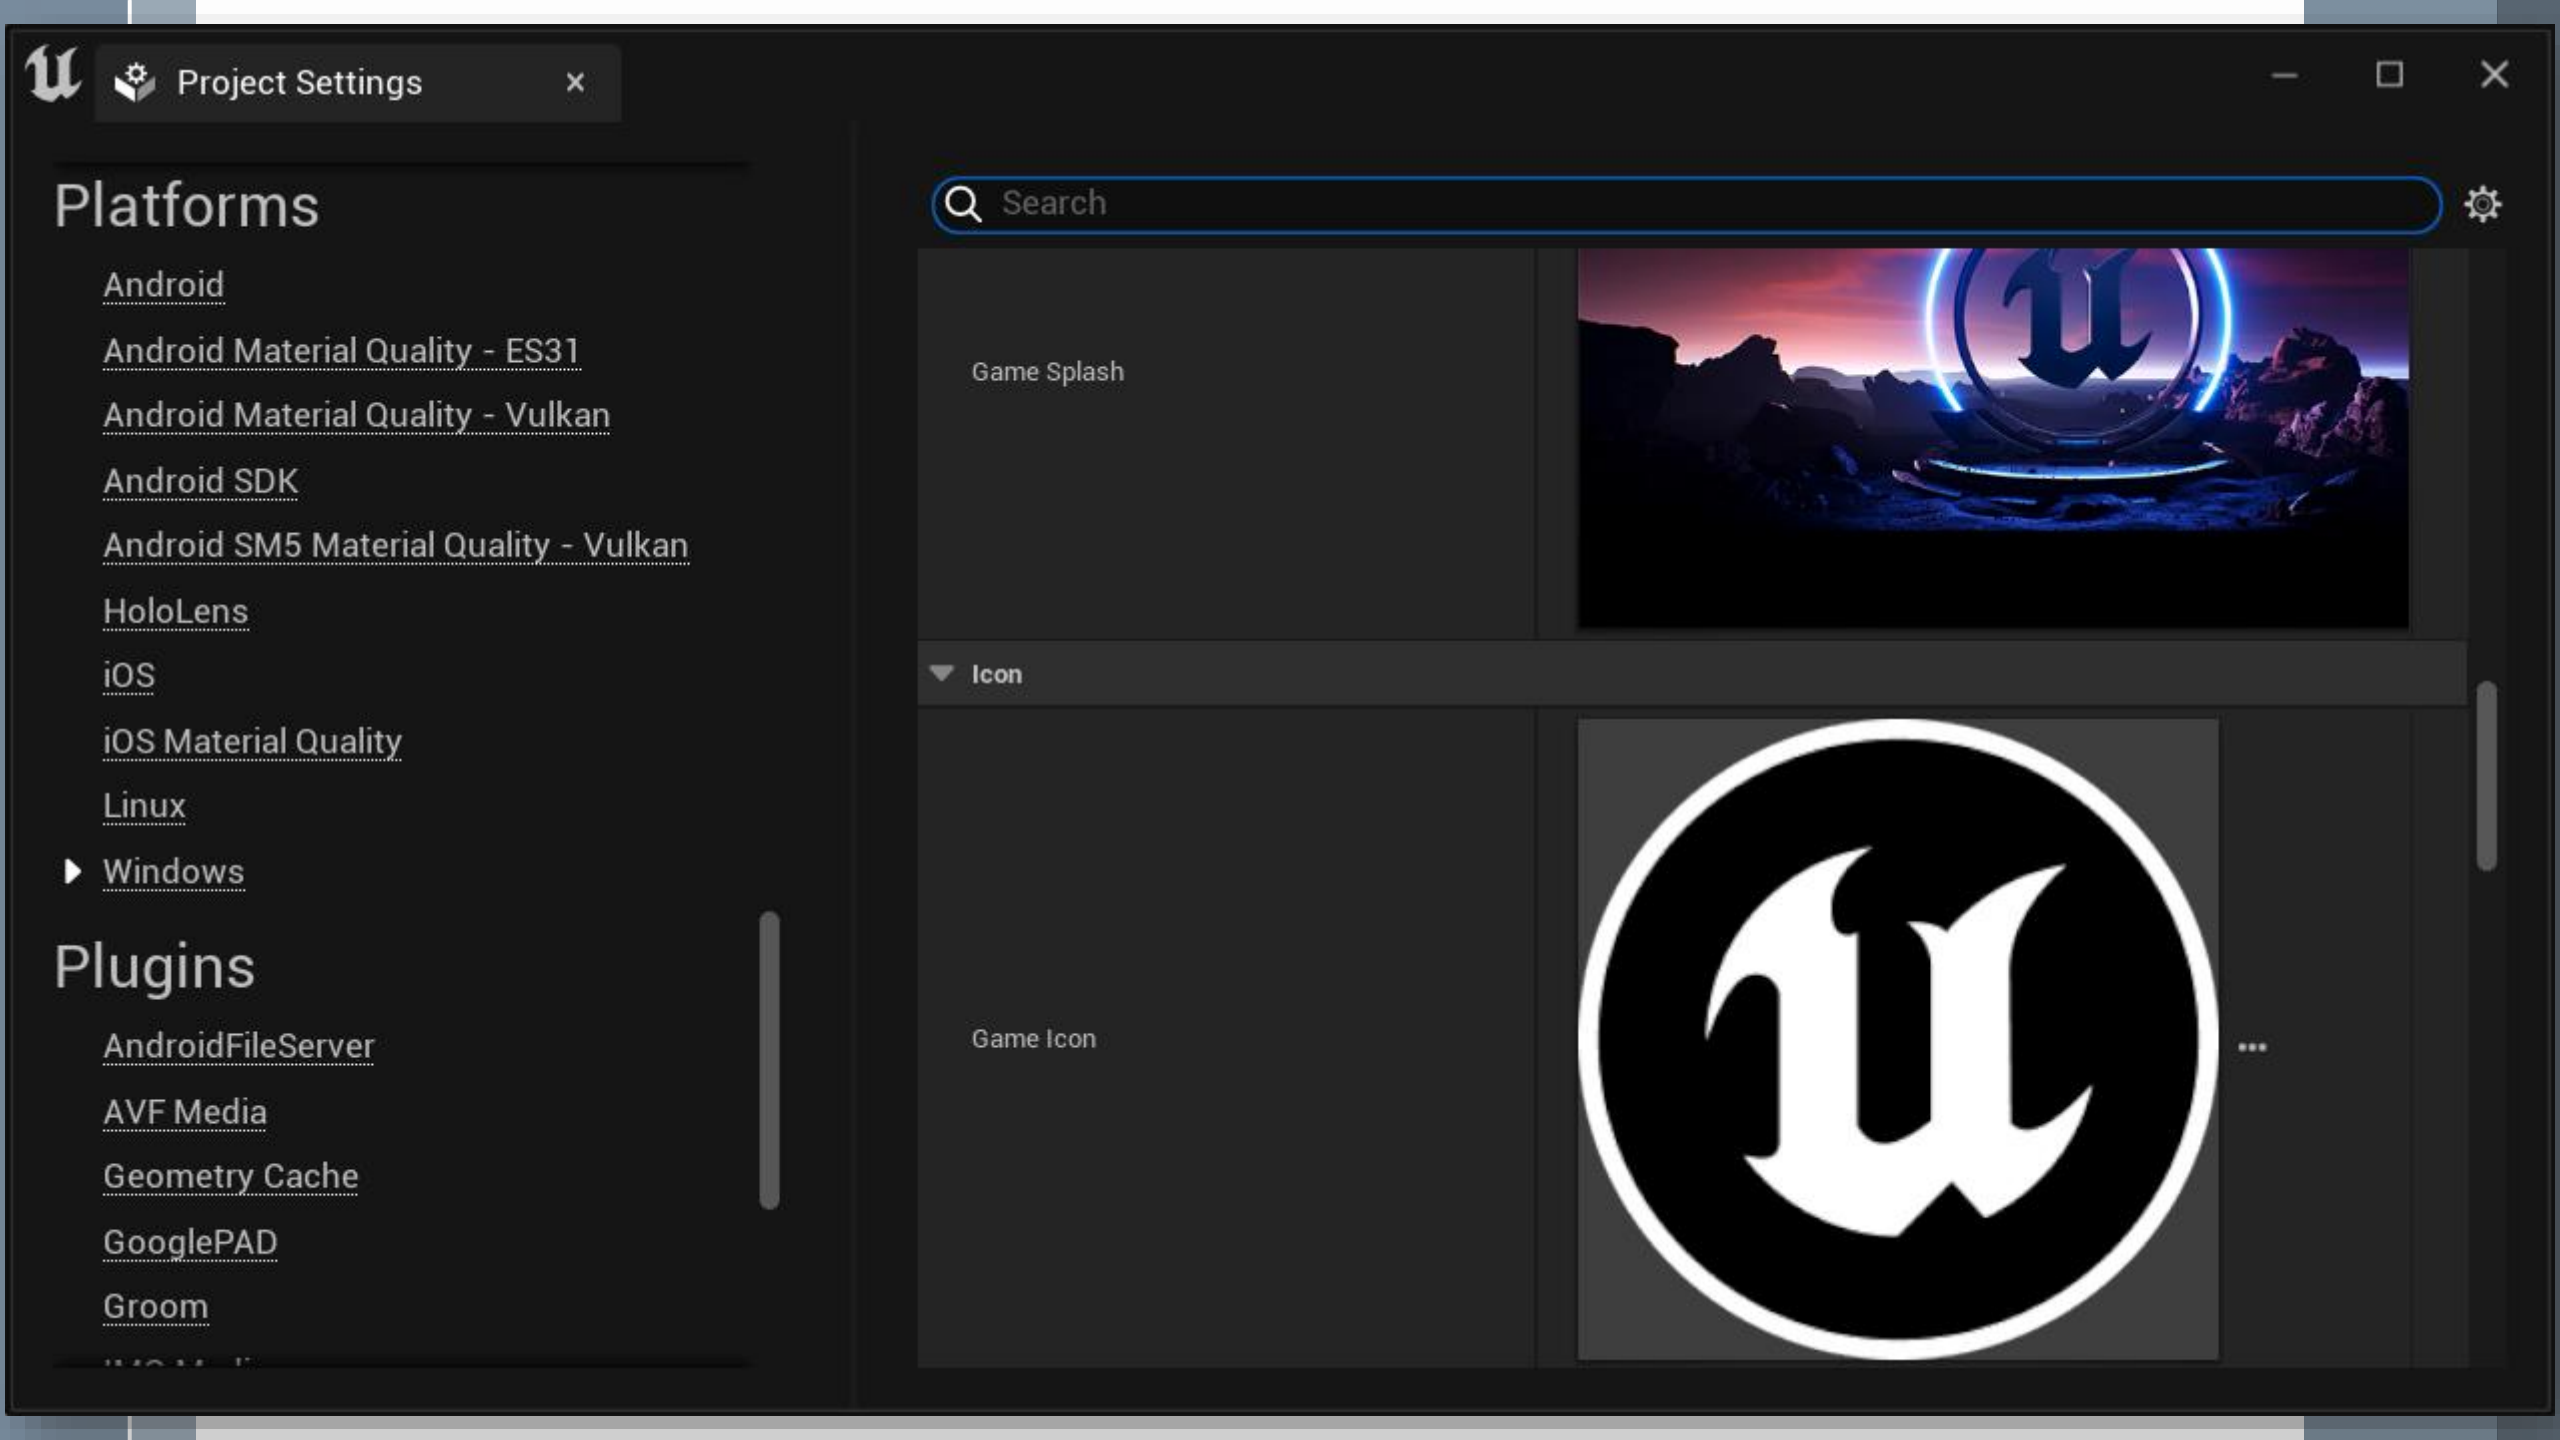 Project Settings
Platforms
Android
Android Material Quality - ES31
Android Material Quality - Vulkan
Android SDK
Android SM5 Material Quality - Vulkan
HoloLens
iOS
iOS Material Quality
Linux
Windows
Plugins
AndroidFileServer
AVF Media
Geometry Cache
GooglePAD
Groom
Search
Game Splash
Icon
Game Icon